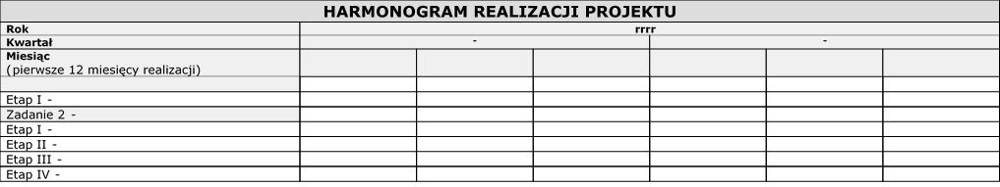 HARMONOGRAM REALIZACJI PROJEKTU
Rok rrrr
Kwartał - -
Miesiąc
(pierwsze 12 miesięcy realizacji)
Etap I -
Zadanie 2 -
Etap I -
Etap II -
Etap III -
Etap IV -